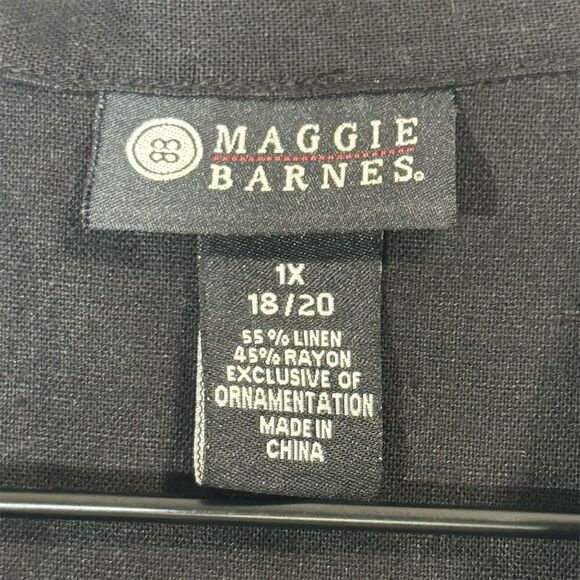 MAGGIE
BARNES
1X
18/20
55% LINEN
45% RAYON
EXCLUSIVE OF
ORNAMENTATION
MADE IN
CHINA